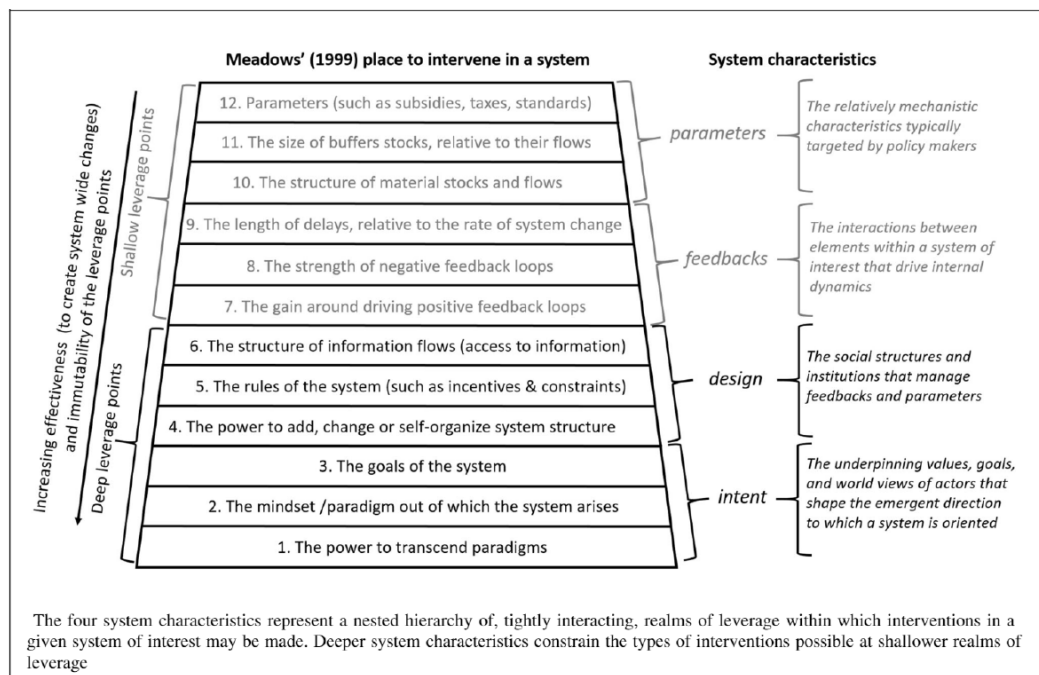 Meadows' (1999) place to intervene in a system
System characteristics
Increasing effectiveness (to create system wide changes)
and immutability of the leverage points
Shallow leverage points
Deep leverage points
12. Parameters (such as subsidies, taxes, standards)
11. The size of buffers stocks, relative to their flows
10. The structure of material stocks and flows
9. The length of delays, relative to the rate of system change
8. The strength of negative feedback loops
7. The gain around driving positive feedback loops
6. The structure of information flows (access to information)
5. The rules of the system (such as incentives & constraints)
4. The power to add, change or self-organize system structure
3. The goals of the system
2. The mindset /paradigm out of which the system arises
1. The power to transcend paradigms
parameters
The relatively mechanistic
characteristics typically
targeted by policy makers
feedbacks
The interactions between
elements within a system of
interest that drive internal
dynamics
design
The social structures and
institutions that manage
feedbacks and parameters
intent
The underpinning values, goals,
and world views of actors that
shape the emergent direction
to which a system is oriented
The four system characteristics represent a nested hierarchy of, tightly interacting, realms of leverage within which interventions in a
given system of interest may be made. Deeper system characteristics constrain the types of interventions possible at shallower realms of
leverage